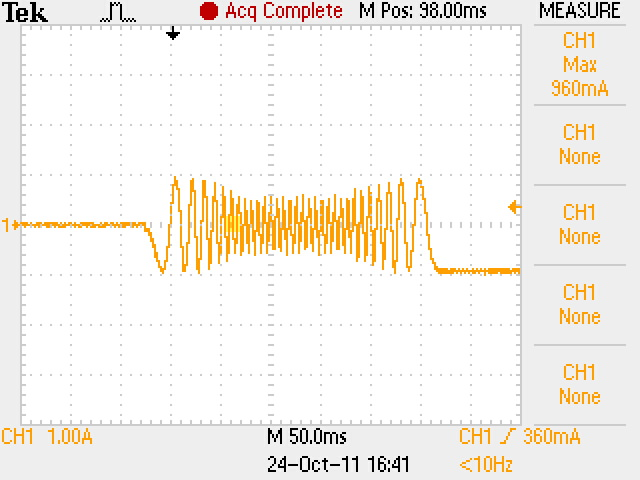 Tek Acq Complete M Pos: 98.00ms MEASURE
CH1
Max
960mA
CH1
None
CH1
None
1
CH1
None
CH1
None
CH1 1.00A M 50.0ms CH1 360mA
24-Oct-11 16:41 <10Hz